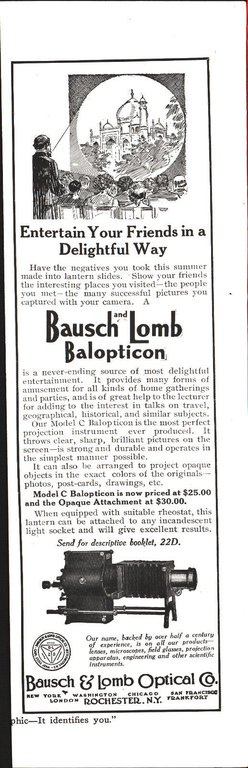 Entertain Your Friends in a
Delightful Way
Have the negatives you took this summer
made into lantern slides. Show your friends
the interesting places you visited—the people
you met—the many successful pictures you
captured with your camera. A
Bausch and Lomb
Balopticon
is a never-ending source of most delightful
entertainment. It provides many forms of
amusement for all kinds of home gatherings
and parties, and is of great help to the lecturer
for adding to the interest in talks on travel,
geographical, historical, and similar subjects.
Our Model C Balopticon is the most perfect
projection instrument ever produced. It
throws clear, sharp, brilliant pictures on the
screen—is strong and durable and operates in
the simplest manner possible.
It can also be arranged to project opaque
objects in the exact colors of the originals—
photos, post-cards, drawings, etc.
Model C Balopticon is now priced at $25.00
and the Opaque Attachment at $30.00.
When equipped with suitable rheostat, this
lantern can be attached to any incandescent
light socket and will give excellent results.
Send for descriptive booklet, 22D.
Our name, backed by over half a century
of experience, is on all our products—
lenses, microscopes, field glasses, projection
apparatus, engineering and other scientific
instruments.
Bausch & Lomb Optical Co.
NEW YORK WASHINGTON CHICAGO SAN FRANCISCO
LONDON ROCHESTER, N.Y. FRANKFORT
phic—It identifies you."